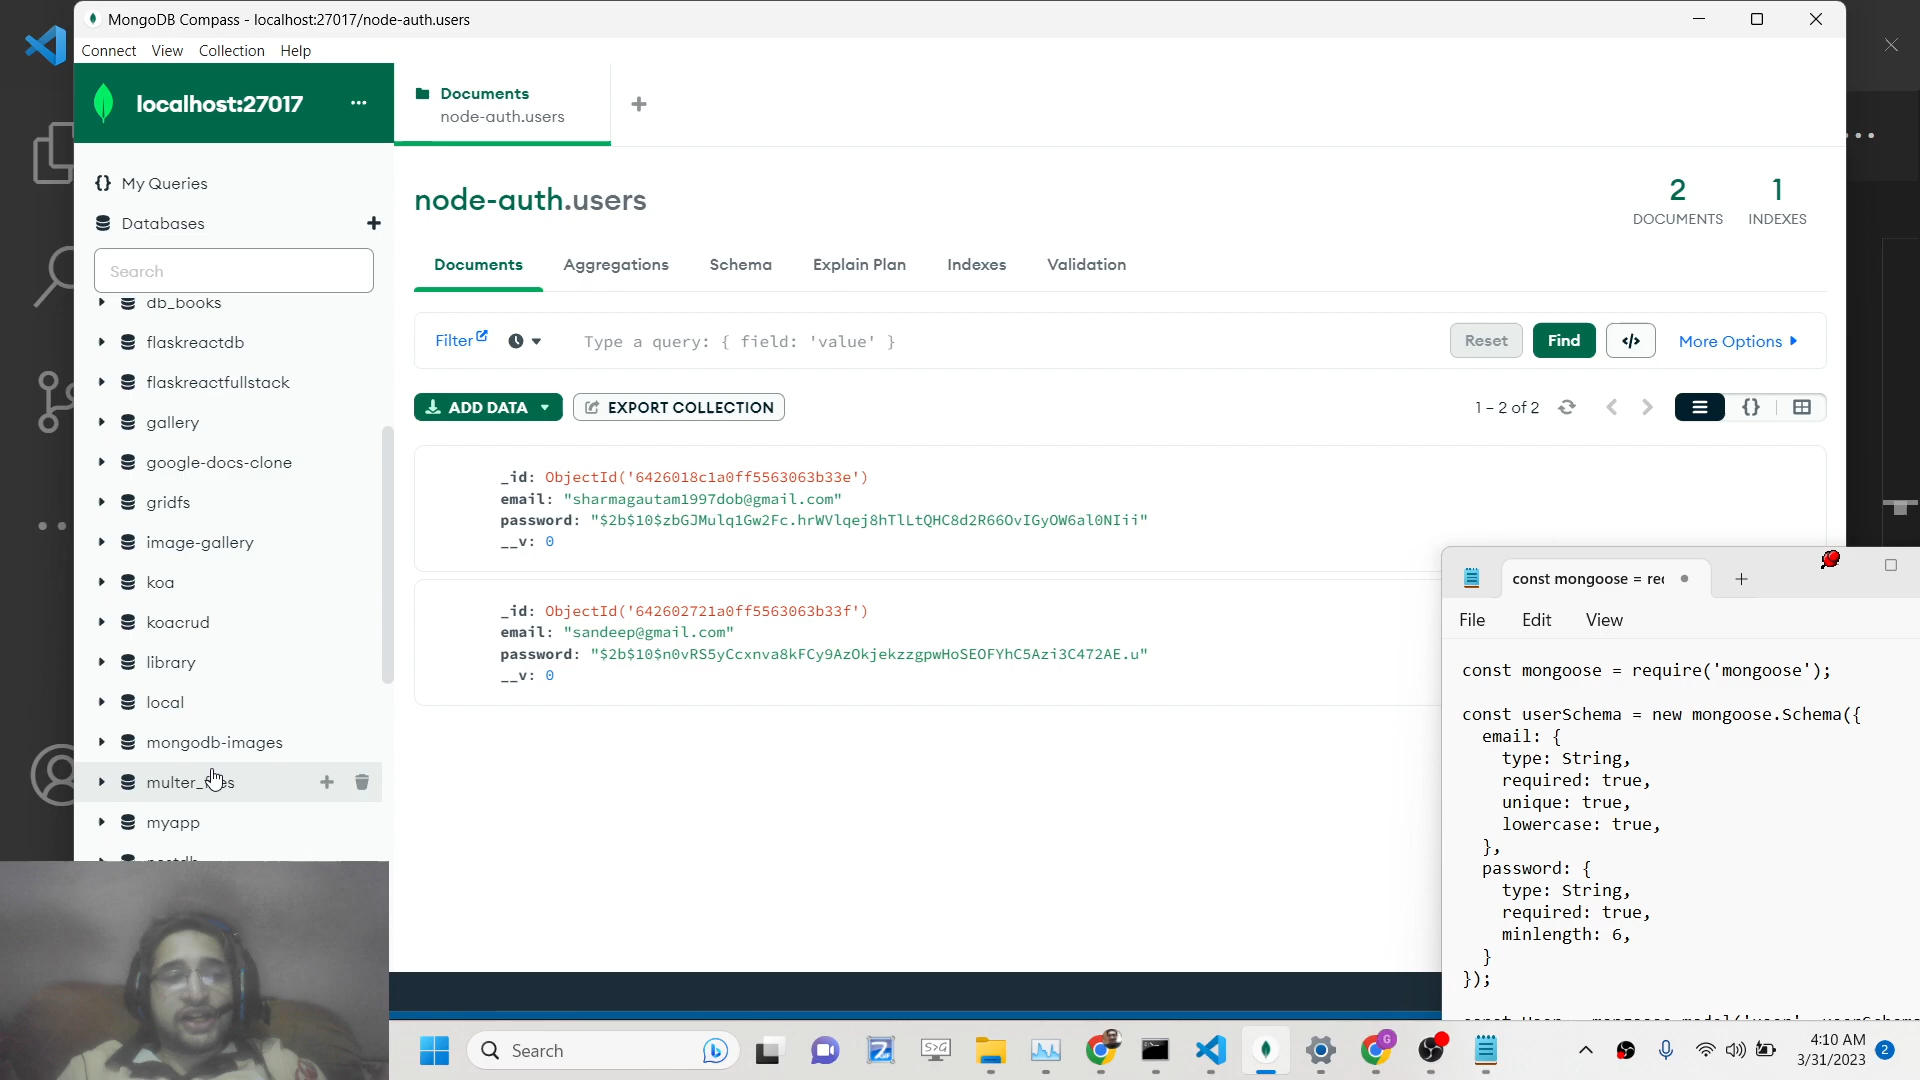 MongoDB Compass - localhost:27017/node-auth.users
Connect View Collection Help
localhost:27017 ...
Documents
node-auth.users
My Queries
Databases
Search
db_books
flaskreactdb
flaskreactfullstack
gallery
google-docs-clone
gridfs
image-gallery
koa
koacrud
library
local
mongodb-images
multer_
myapp
node-auth.users
2
DOCUMENTS
1
INDEXES
Documents Aggregations Schema Explain Plan Indexes Validation
Filter Type a query: { field: 'value' } Reset Find </> More Options
ADD DATA EXPORT COLLECTION 1 – 2 of 2 {}
_id: ObjectId('6426018c1a0ff5563063b33e')
email: "sharmagautam1997dob@gmail.com"
password: "$2b$10$zbGJMulq1Gw2Fc.hrWVlqej8hTlLtQHC8d2R66OvIGyOW6al0NIii"
__v: 0
_id: ObjectId('642602721a0ff5563063b33f')
email: "sandeep@gmail.com"
password: "$2b$10$n0vRS5yCcxnva8kFCy9AzOkjekzzgpwHoSEOFYhC5Azi3C472AE.u"
__v: 0
const mongoose = rec
File Edit View
const mongoose = require('mongoose');
const userSchema = new mongoose.Schema({
email: {
type: String,
required: true,
unique: true,
lowercase: true,
},
password: {
type: String,
required: true,
minlength: 6,
}
});
Search
4:10 AM
3/31/2023
2